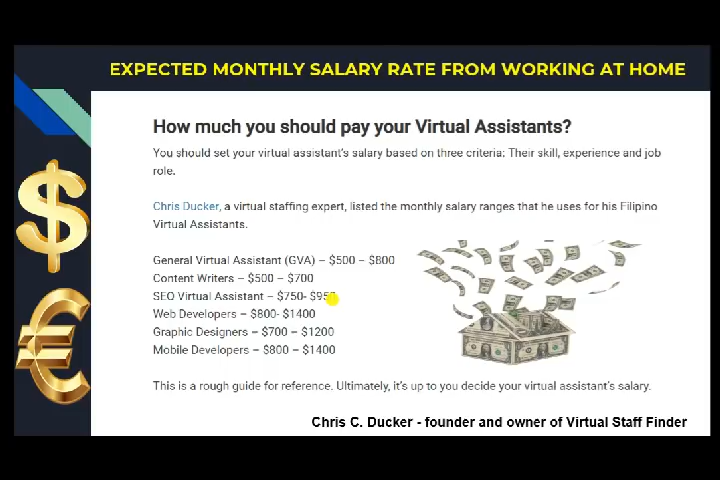 EXPECTED MONTHLY SALARY RATE FROM WORKING AT HOME
How much you should pay your Virtual Assistants?
You should set your virtual assistant's salary based on three criteria: Their skill, experience and job
role.
Chris Ducker, a virtual staffing expert, listed the monthly salary ranges that he uses for his Filipino
Virtual Assistants.
General Virtual Assistant (GVA) – $500 – $800
Content Writers – $500 – $700
SEO Virtual Assistant – $750-
Web Developers – $800- $1400
Graphic Designers – $700 – $1200
Mobile Developers – $800 – $1400
This is a rough guide for reference. Ultimately, it's up to you decide your virtual assistant's salary.
Chris C. Ducker - founder and owner of Virtual Staff Finder